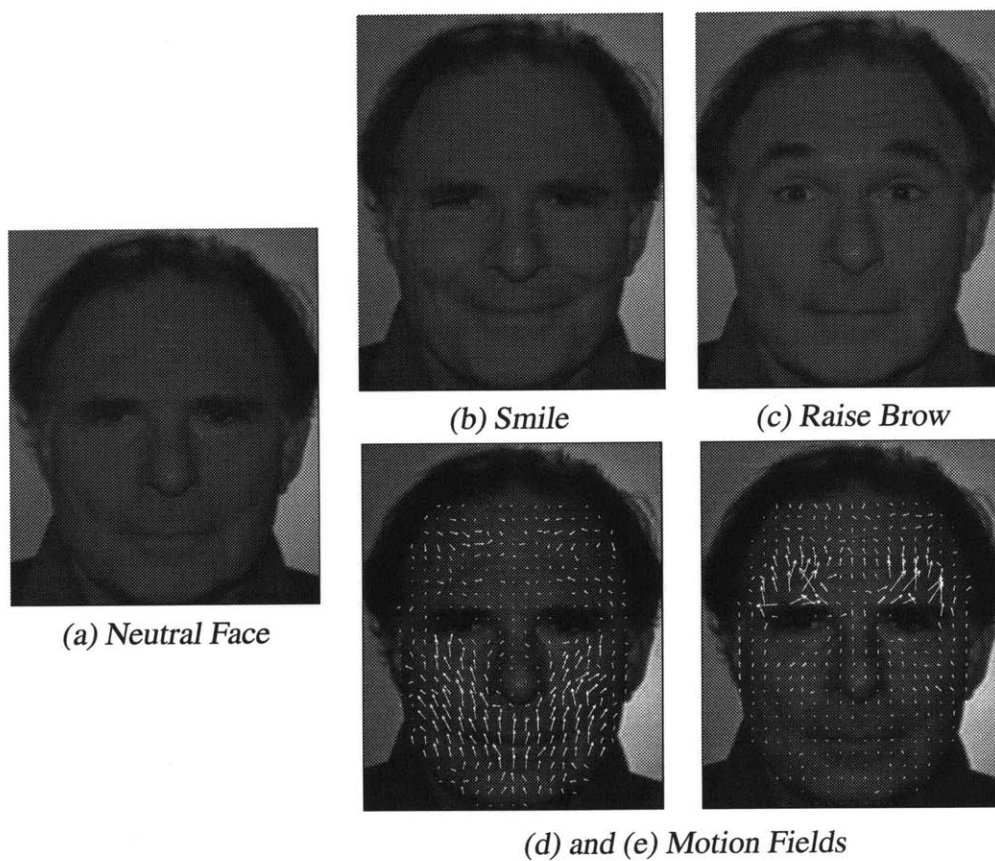 (b) Smile
(c) Raise Brow
(a) Neutral Face
(d) and (e) Motion Fields